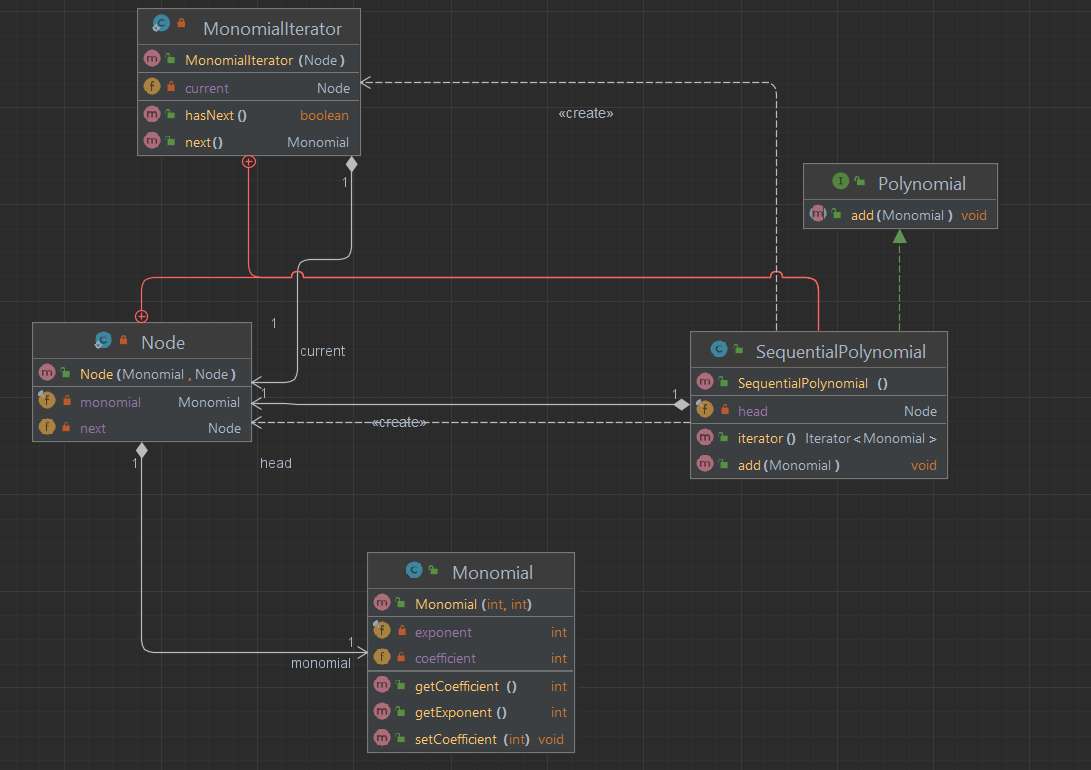 MonomialIterator
MonomialIterator (Node)
current Node
hasNext () boolean
next() Monomial
1
«create»
Polynomial
add (Monomial) void
1
current
Node
Node (Monomial, Node)
monomial Monomial
next Node
1
1
«create»
head
1
SequentialPolynomial
SequentialPolynomial ()
head Node
iterator () Iterator<Monomial>
add (Monomial) void
Monomial
Monomial (int, int)
exponent int
coefficient int
getCoefficient () int
getExponent () int
setCoefficient (int) void
1
monomial